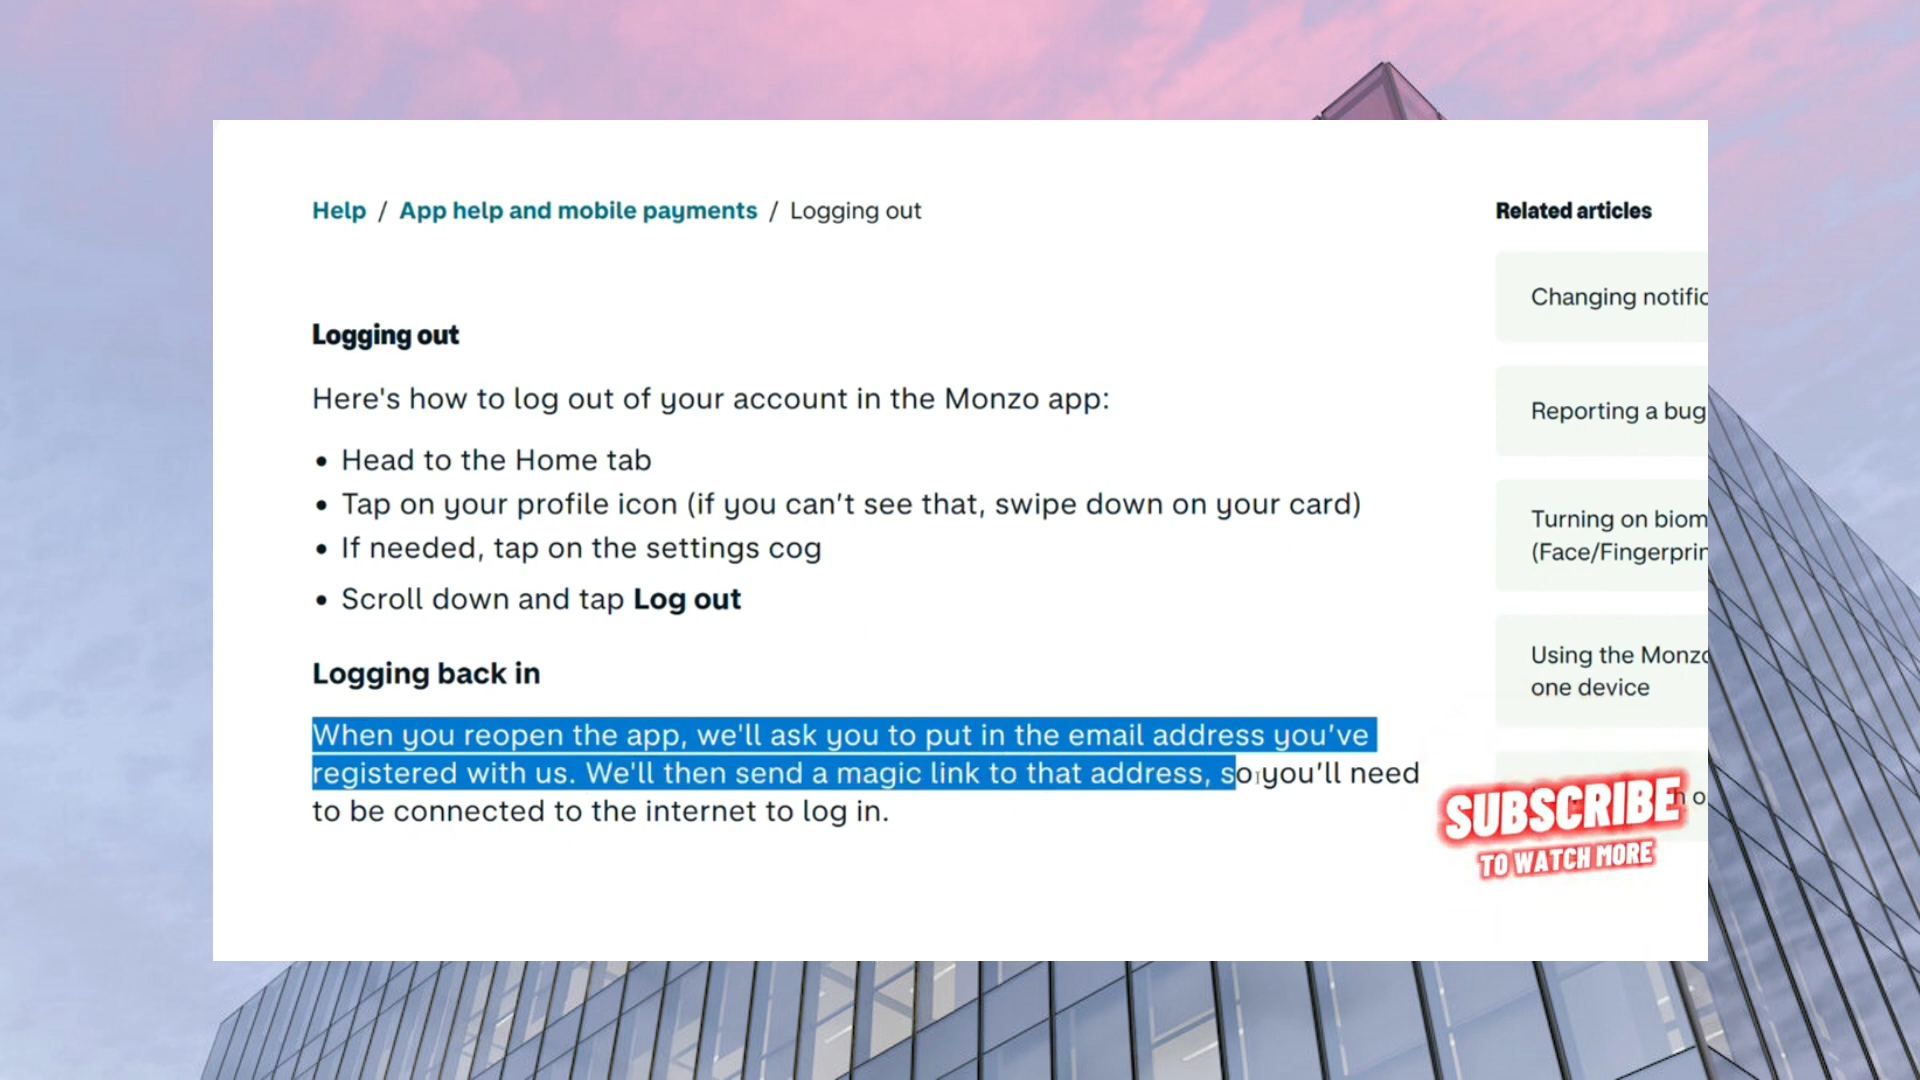 Help / App help and mobile payments / Logging out
Logging out
Here's how to log out of your account in the Monzo app:
• Head to the Home tab
• Tap on your profile icon (if you can’t see that, swipe down on your card)
• If needed, tap on the settings cog
• Scroll down and tap Log out
Logging back in
When you reopen the app, we'll ask you to put in the email address you’ve
registered with us. We'll then send a magic link to that address, so you’ll need
to be connected to the internet to log in.
Related articles
Changing
Reporting a bug
Turning on
Using the
one device
SUBSCRIBE
TO WATCH MORE